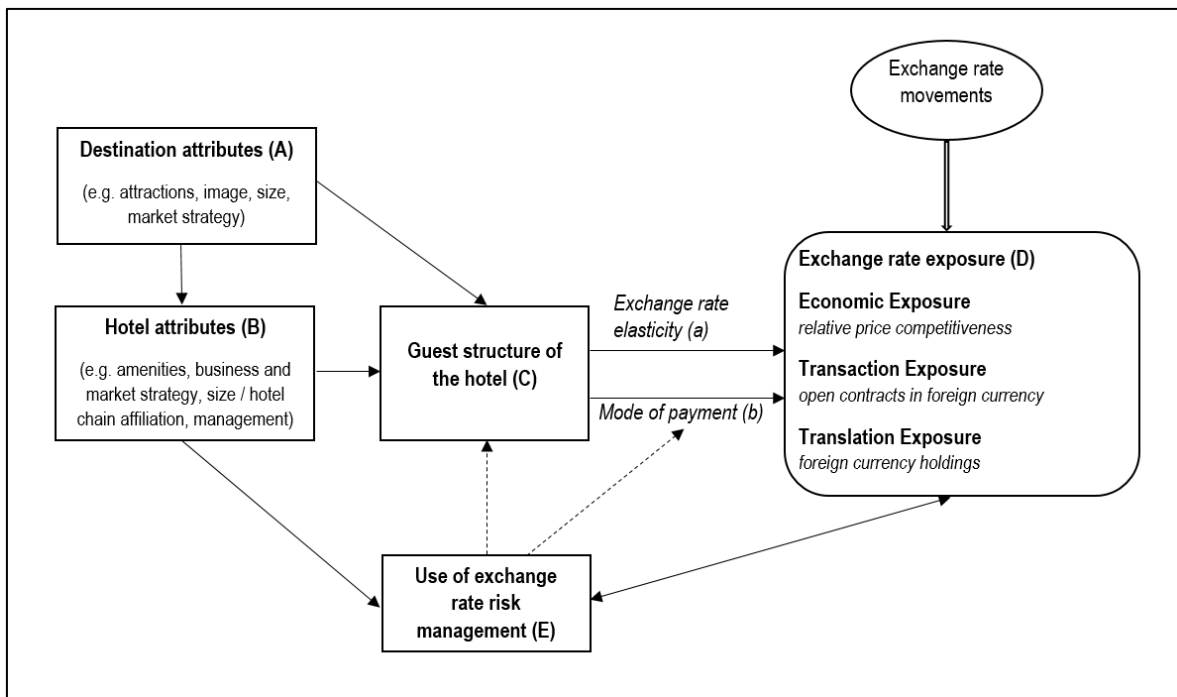 Exchange rate
movements
Destination attributes (A)
(e.g. attractions, image, size,
market strategy)
Hotel attributes (B)
(e.g. amenities, business and
market strategy, size / hotel
chain affiliation, management)
Guest structure of
the hotel (C)
Exchange rate
elasticity (a)
Mode of payment (b)
Exchange rate exposure (D)
Economic Exposure
relative price competitiveness
Transaction Exposure
open contracts in foreign currency
Translation Exposure
foreign currency holdings
Use of exchange
rate risk
management (E)